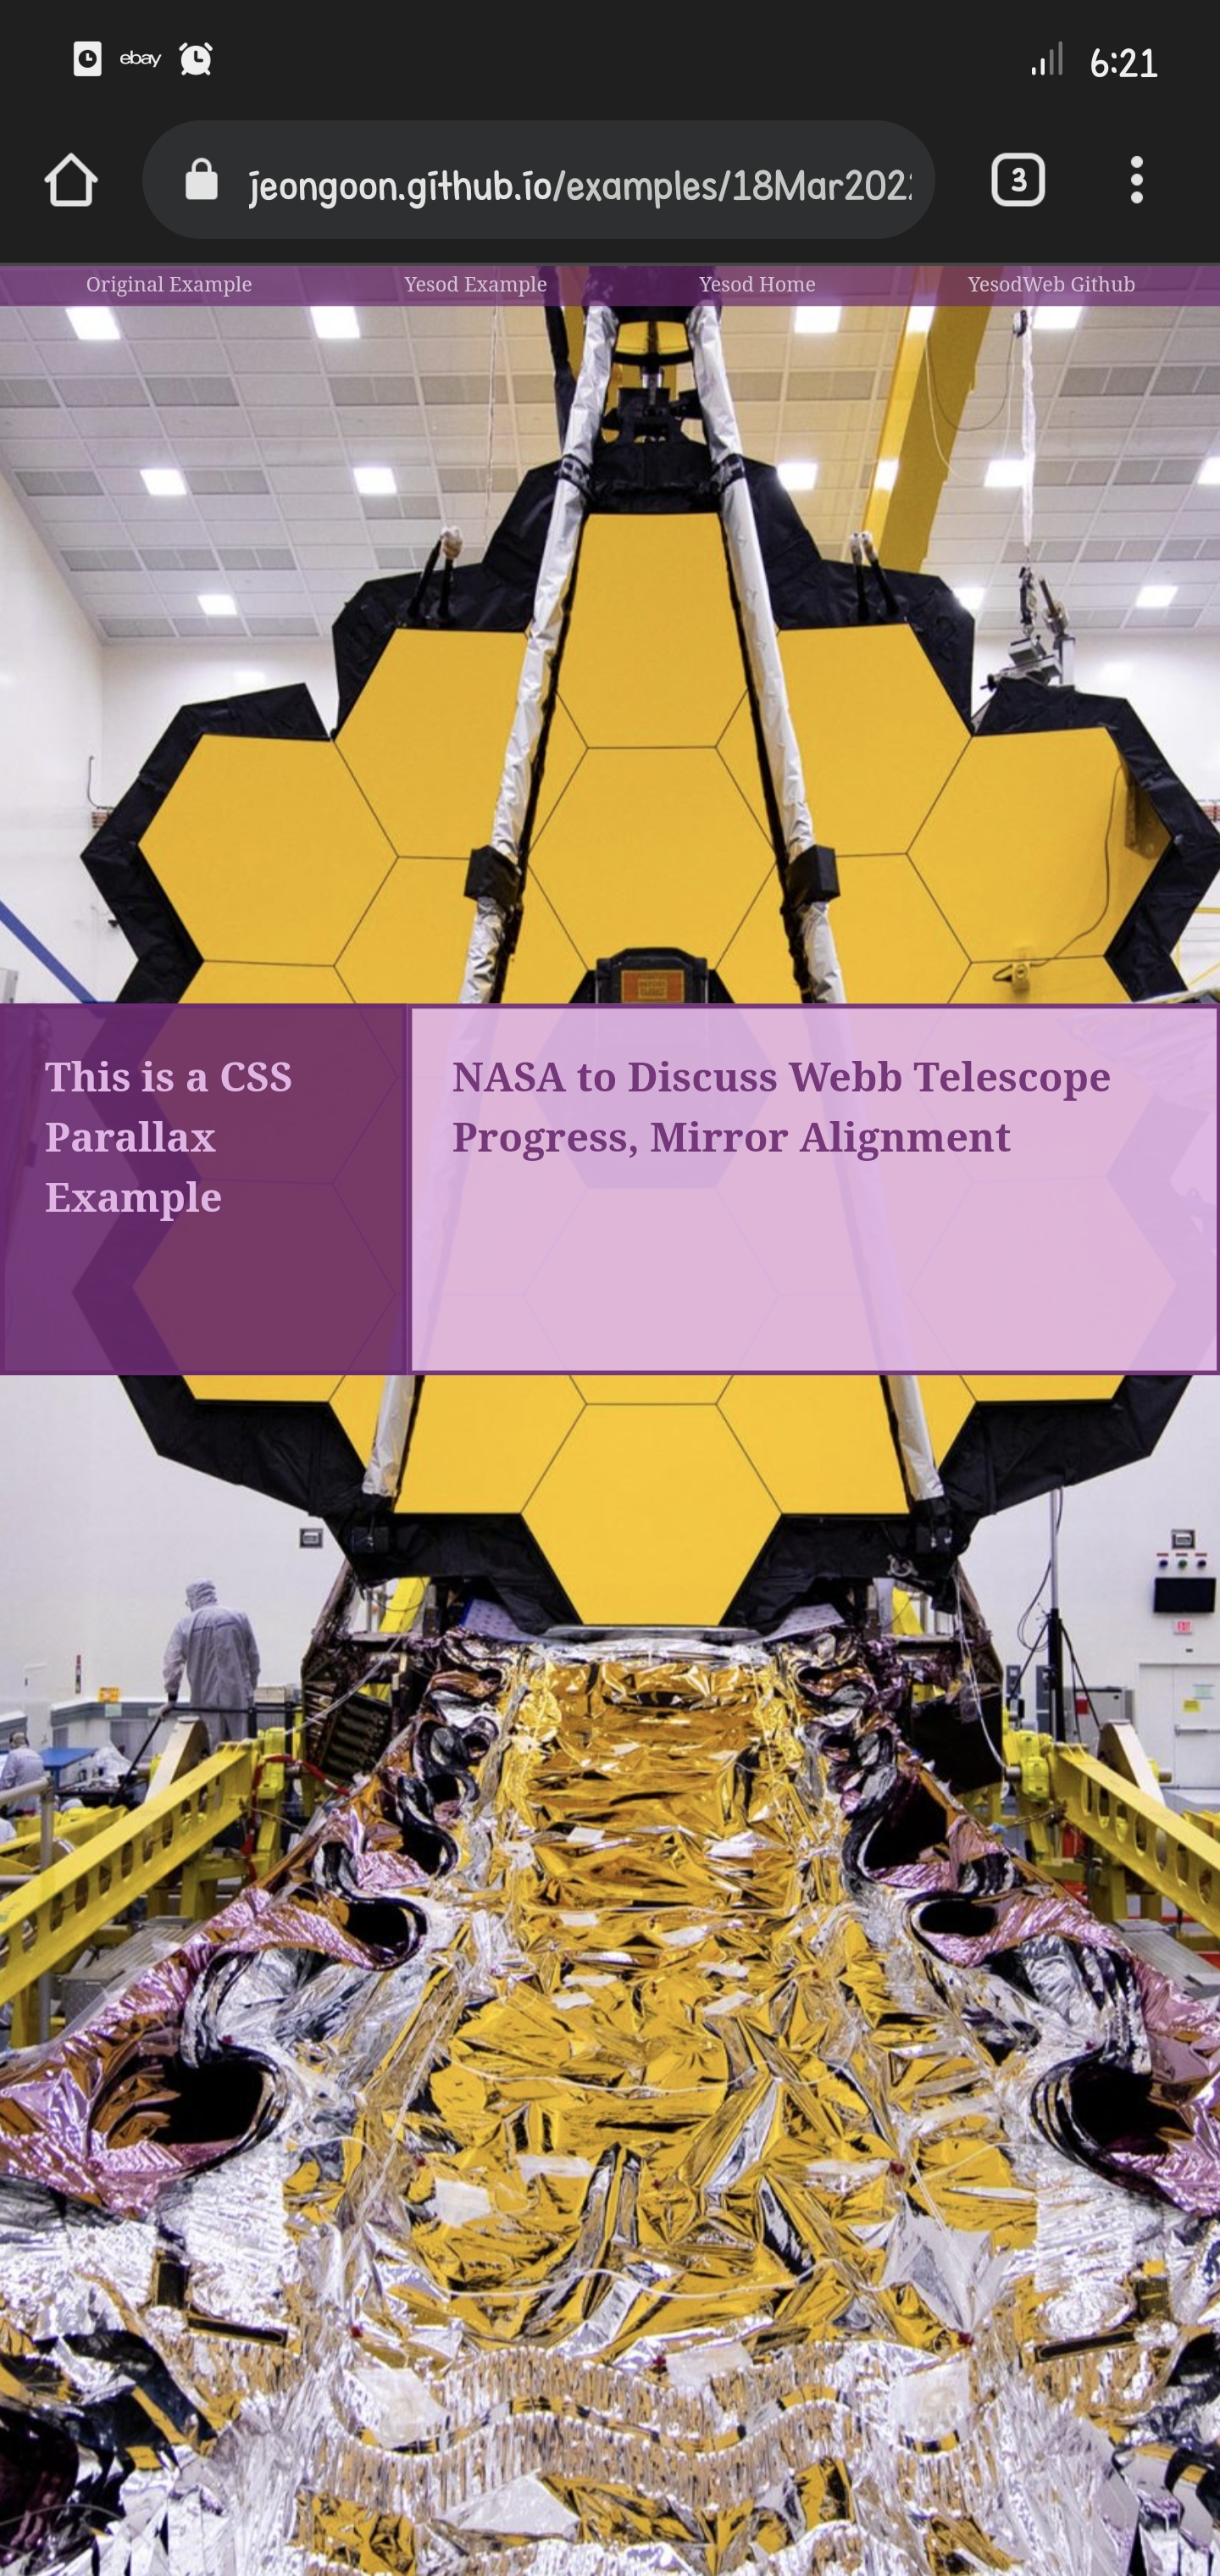 ebay
6:21
jeongoon.github.io/examples/18Mar202
3
Original Example Yesod Example Yesod Home YesodWeb Github
This is a CSS
Parallax
Example
NASA to Discuss Webb Telescope
Progress, Mirror Alignment